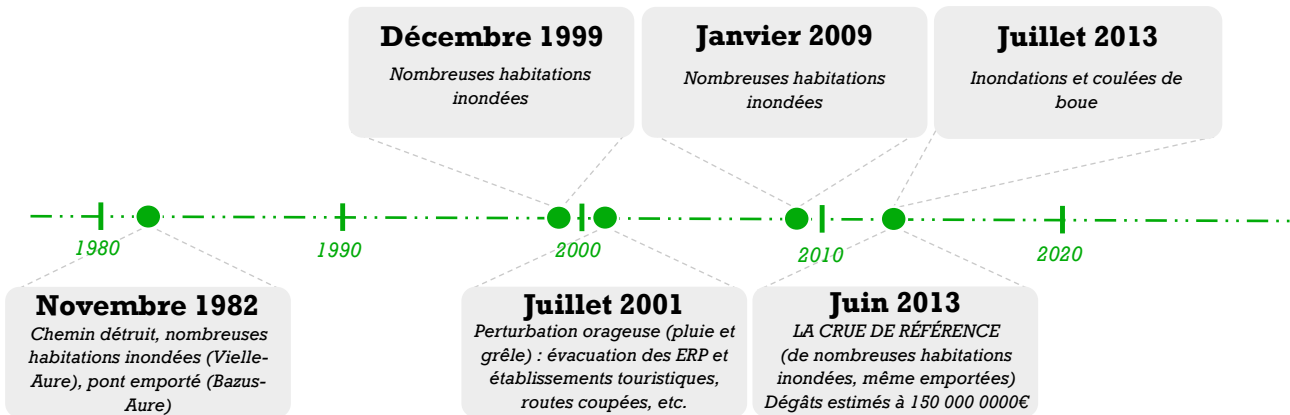 Décembre 1999
Nombreuses habitations
inondées
Janvier 2009
Nombreuses habitations
inondées
Juillet 2013
Inondations et coulées de
boue
1980
1990
2000
2010
2020
Novembre 1982
Chemin détruit, nombreuses
habitations inondées (Vielle-
Aure), pont emporté (Bazus-
Aure)
Juillet 2001
Perturbation orageuse (pluie et
grêle) : évacuation des ERP et
établissements touristiques,
routes coupées, etc.
Juin 2013
LA CRUE DE RÉFÉRENCE
(de nombreuses habitations
inondées, même emportées)
Dégâts estimés à 150 000 0000€